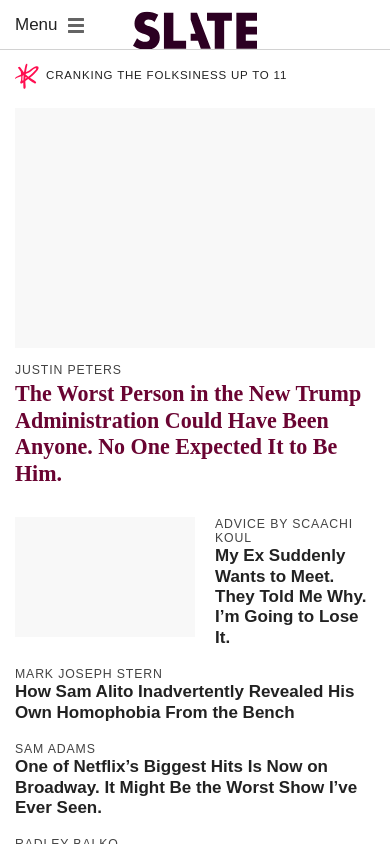 Menu
SLATE
CRANKING THE FOLKSINESS UP TO 11
JUSTIN PETERS
The Worst Person in the New Trump
Administration Could Have Been
Anyone. No One Expected It to Be
Him.
ADVICE BY SCAACHI
KOUL
My Ex Suddenly
Wants to Meet.
They Told Me Why.
I’m Going to Lose
It.
MARK JOSEPH STERN
How Sam Alito Inadvertently Revealed His
Own Homophobia From the Bench
SAM ADAMS
One of Netflix’s Biggest Hits Is Now on
Broadway. It Might Be the Worst Show I’ve
Ever Seen.
RADLEY BALKO